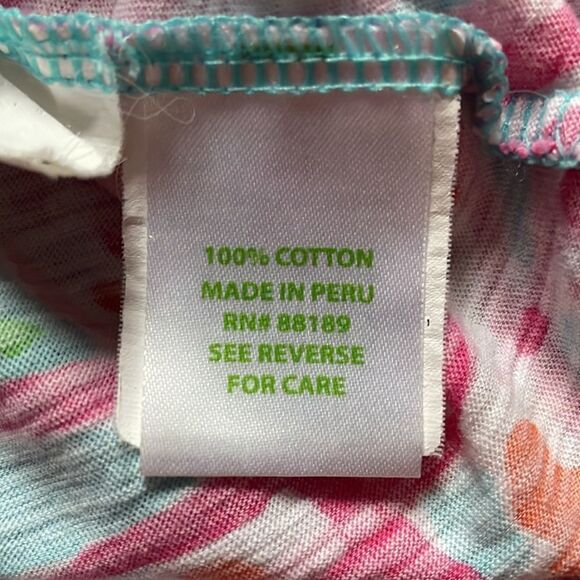 100% COTTON
MADE IN PERU
RN# 88189
SEE REVERSE
FOR CARE